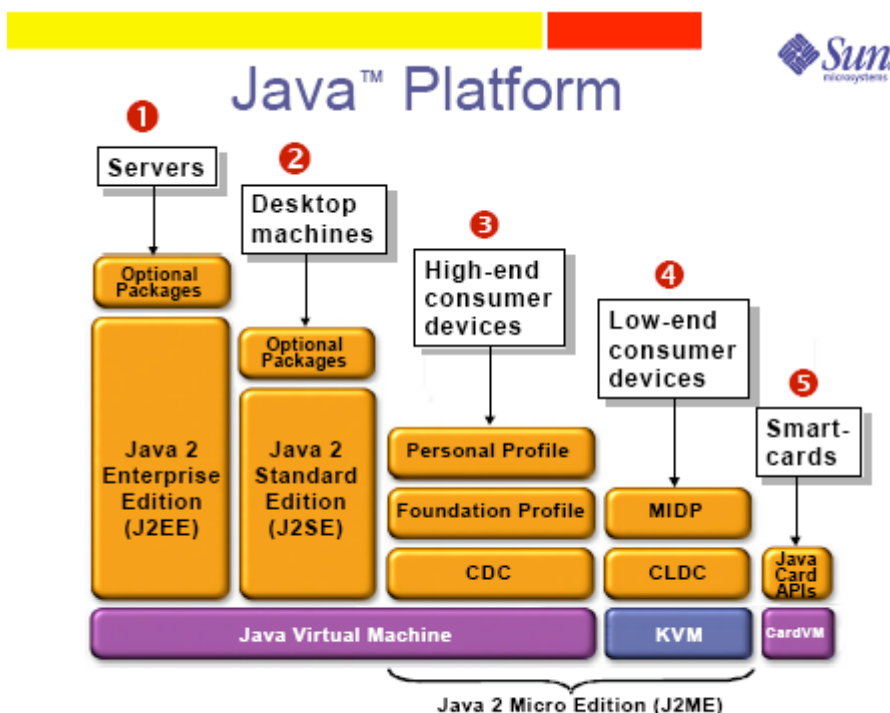 Sun
microsystems
Java™ Platform
1
Servers
2
Desktop
machines
3
High-end
consumer
devices
4
Low-end
consumer
devices
5
Smart-
cards
Optional
Packages
Java 2
Enterprise
Edition
(J2EE)
Optional
Packages
Java 2
Standard
Edition
(J2SE)
Personal Profile
Foundation Profile
CDC
MIDP
CLDC
Java
Card
APIs
Java Virtual Machine
KVM
CardVM
Java 2 Micro Edition (J2ME)